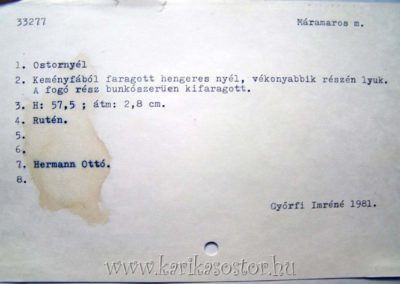 33277 Máramaros m.
1. Ostornyél
2. Keményfából faragott hengeres nyél, vékonyabbik részén lyuk.
A fogó rész bunkószerüen kifaragott.
3. H: 57,5 ; átm: 2,8 cm.
4. Rutén.
5.
6.
7. Hermann Ottó.
8.
Győrfi Imréné 1981.
www.karikasostor.hu